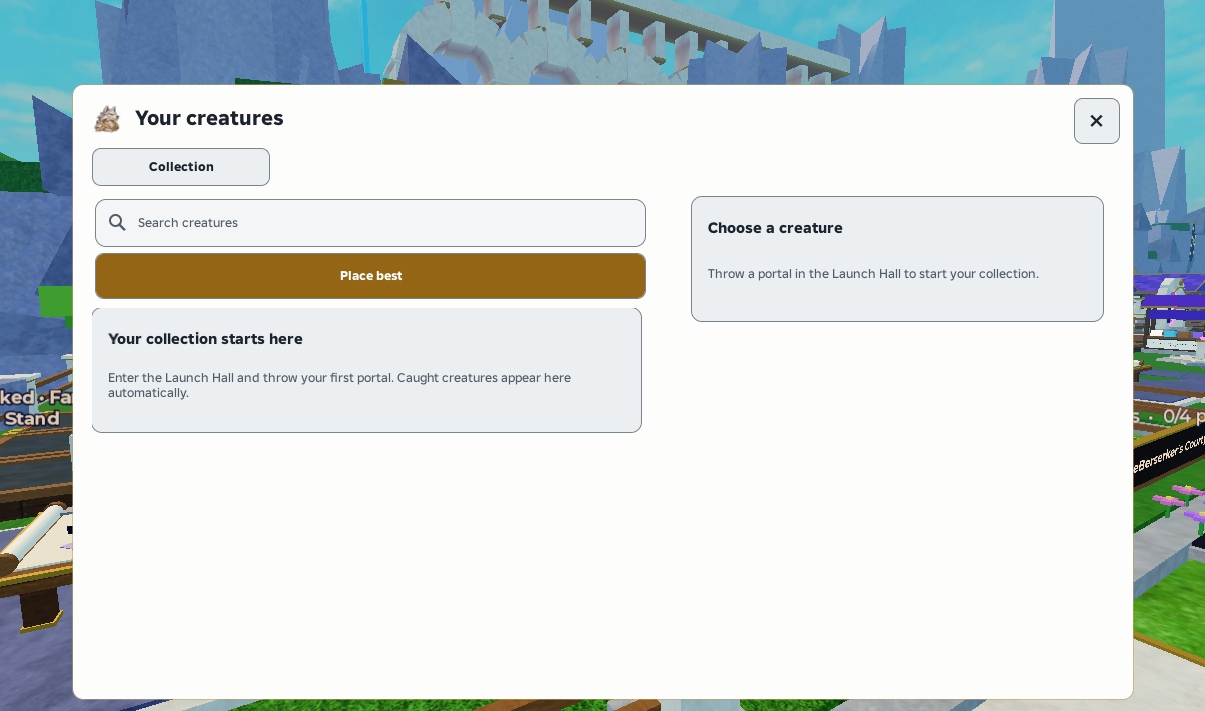 Your creatures
Collection
Search creatures
Place best
Your collection starts here
Enter the Launch Hall and throw your first portal. Caught creatures appear here
automatically.
Choose a creature
Throw a portal in the Launch Hall to start your collection.
Stand
0/4